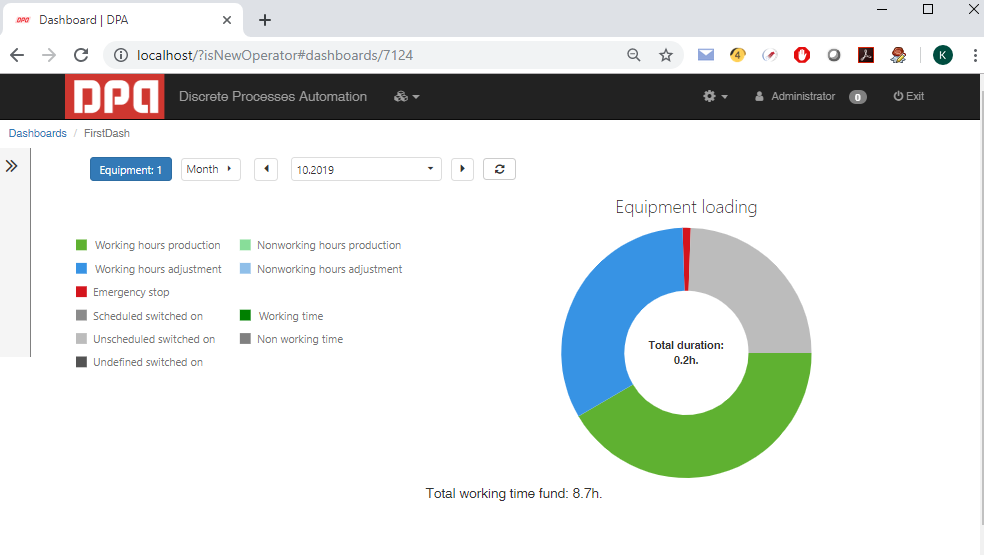 DPA Dashboard | DPA
localhost/?isNewOperator#dashboards/7124
4
K
DPA Discrete Processes Automation Administrator 0 Exit
Dashboards / FirstDash
Equipment: 1 Month 10.2019
Equipment loading
Working hours production Nonworking hours production
Working hours adjustment Nonworking hours adjustment
Emergency stop
Scheduled switched on Working time
Unscheduled switched on Non working time
Undefined switched on
Total duration:
0.2h.
Total working time fund: 8.7h.